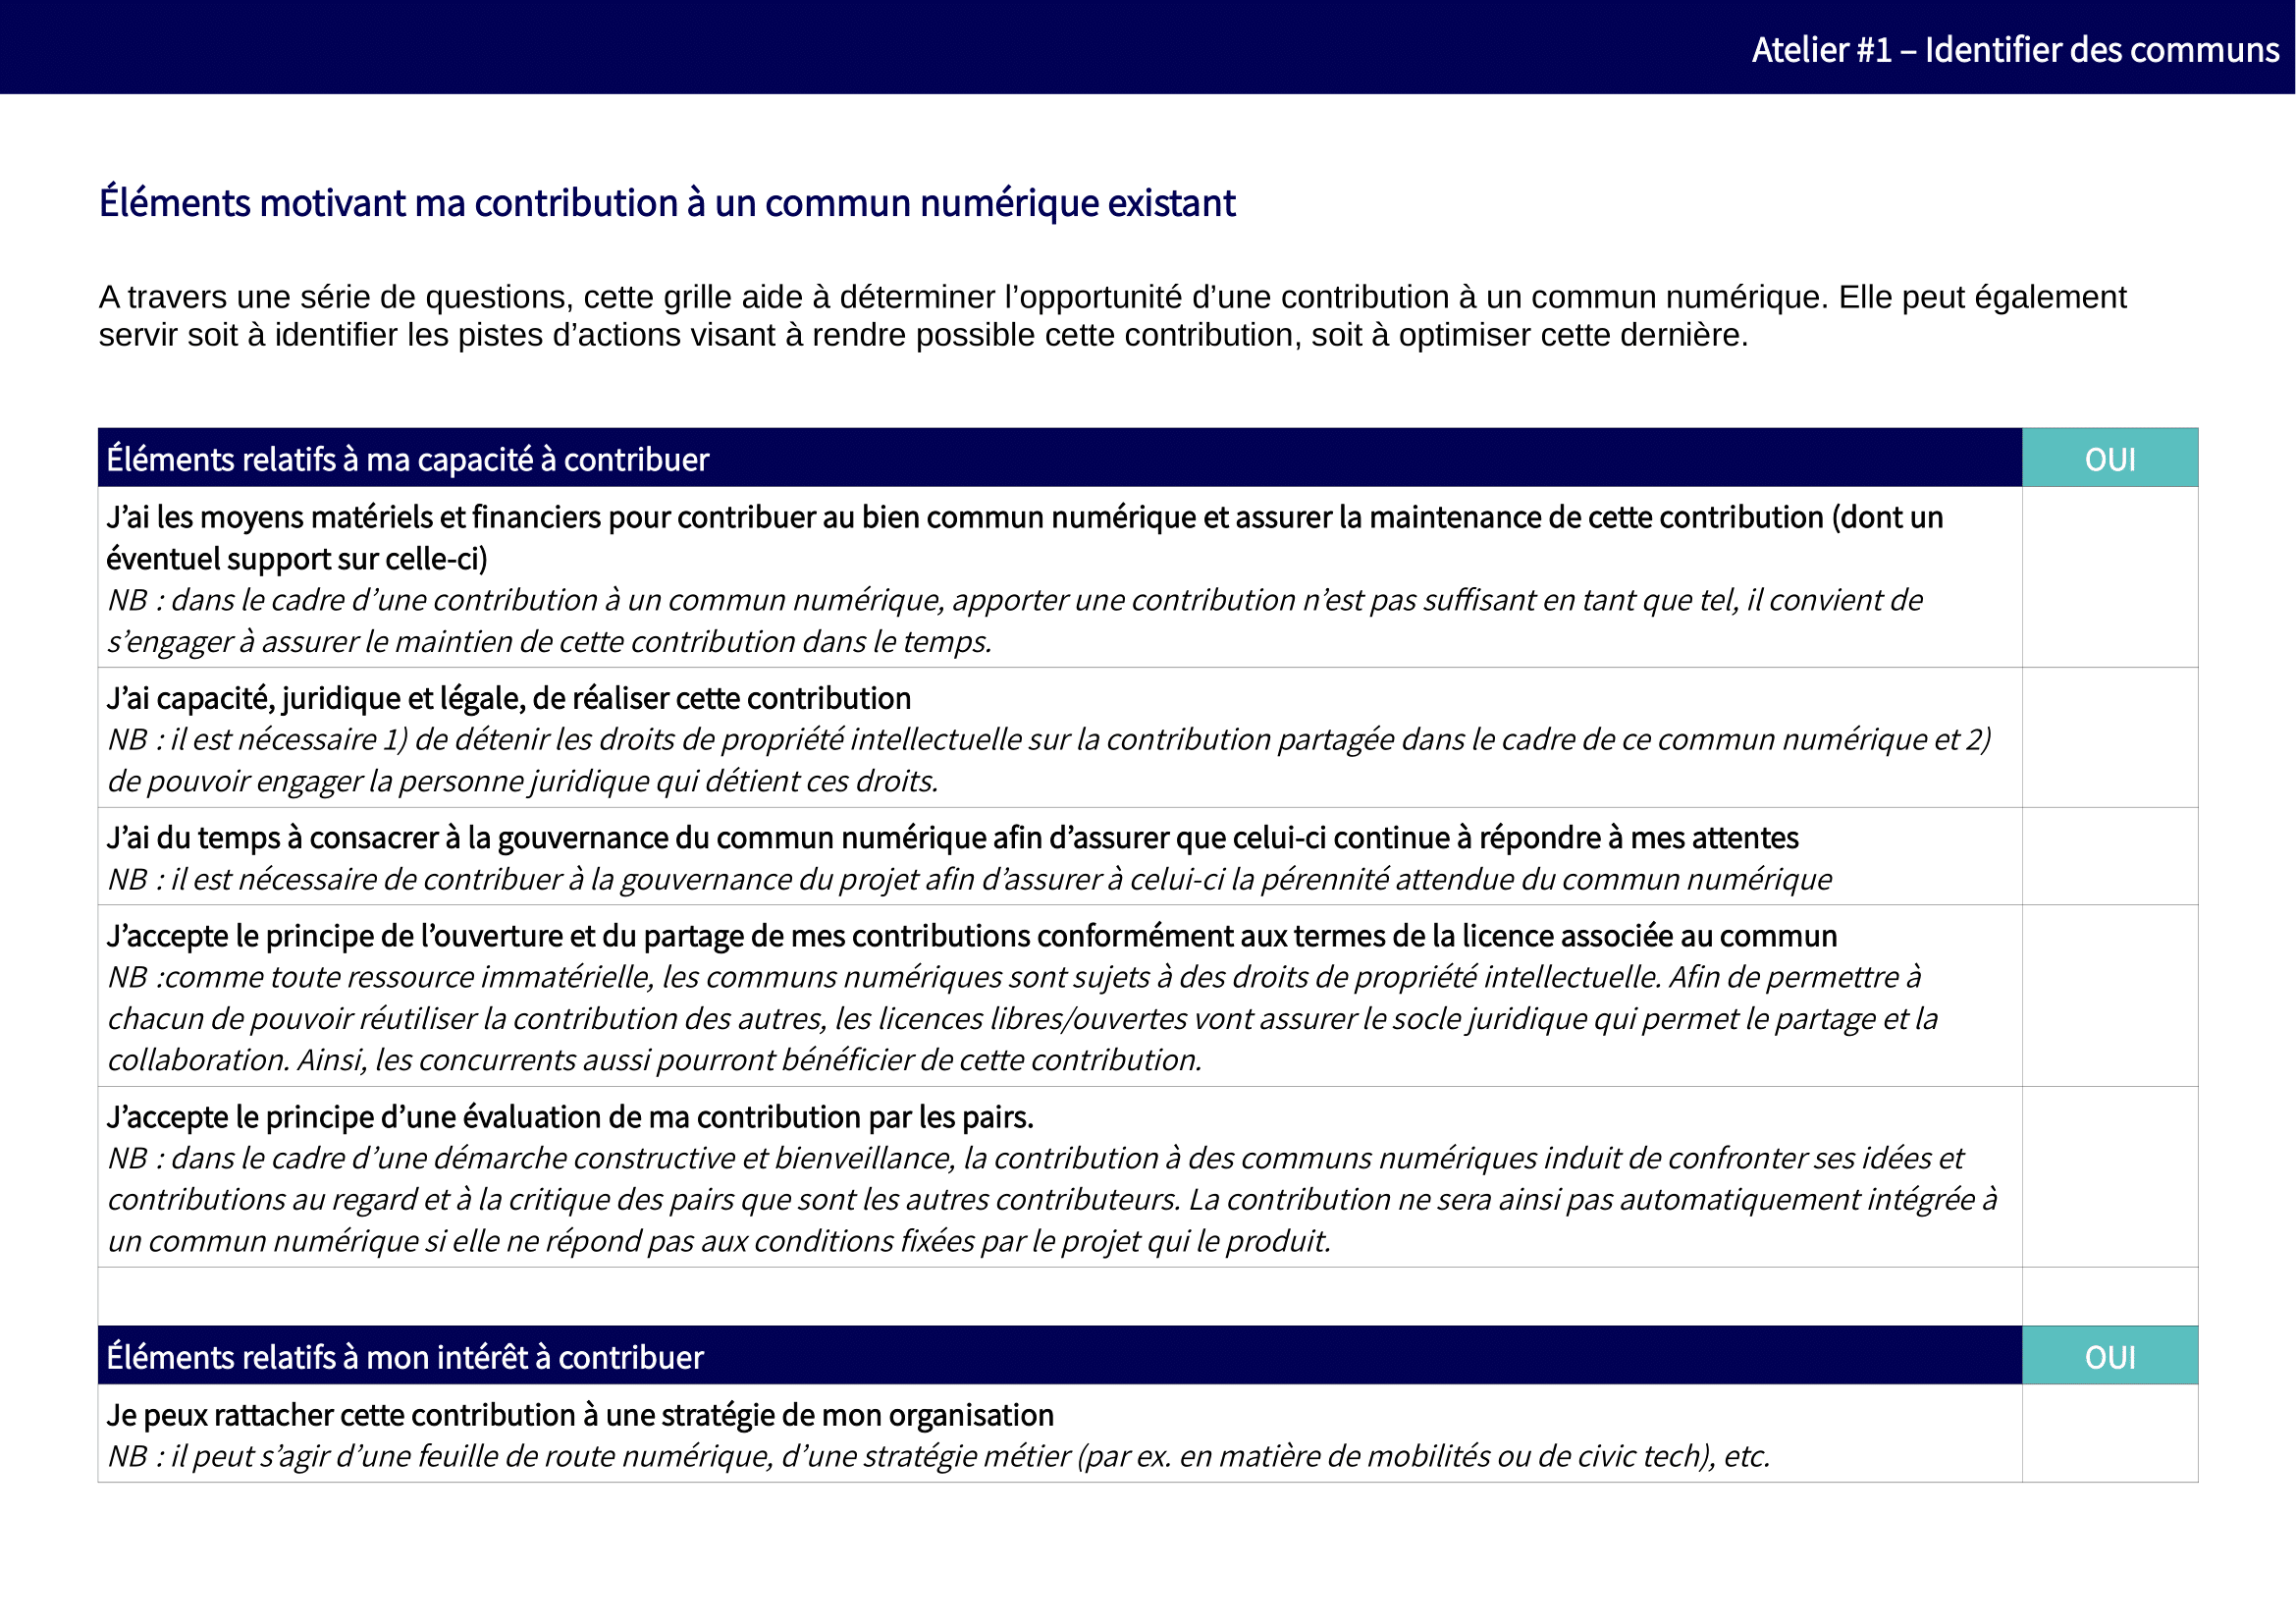 Atelier #1 – Identifier des communs
Éléments motivant ma contribution à un commun numérique existant
A travers une série de questions, cette grille aide à déterminer l’opportunité d’une contribution à un commun numérique. Elle peut également
servir soit à identifier les pistes d’actions visant à rendre possible cette contribution, soit à optimiser cette dernière.
Éléments relatifs à ma capacité à contribuer
OUI
J’ai les moyens matériels et financiers pour contribuer au bien commun numérique et assurer la maintenance de cette contribution (dont un
éventuel support sur celle-ci)
NB : dans le cadre d’une contribution à un commun numérique, apporter une contribution n’est pas suffisant en tant que tel, il convient de
s’engager à assurer le maintien de cette contribution dans le temps.
J’ai capacité, juridique et légale, de réaliser cette contribution
NB : il est nécessaire 1) de détenir les droits de propriété intellectuelle sur la contribution partagée dans le cadre de ce commun numérique et 2)
de pouvoir engager la personne juridique qui détient ces droits.
J’ai du temps à consacrer à la gouvernance du commun numérique afin d’assurer que celui-ci continue à répondre à mes attentes
NB : il est nécessaire de contribuer à la gouvernance du projet afin d’assurer à celui-ci la pérennité attendue du commun numérique
J’accepte le principe de l’ouverture et du partage de mes contributions conformément aux termes de la licence associée au commun
NB :comme toute ressource immatérielle, les communs numériques sont sujets à des droits de propriété intellectuelle. Afin de permettre à
chacun de pouvoir réutiliser la contribution des autres, les licences libres/ouvertes vont assurer le socle juridique qui permet le partage et la
collaboration. Ainsi, les concurrents aussi pourront bénéficier de cette contribution.
J’accepte le principe d’une évaluation de ma contribution par les pairs.
NB : dans le cadre d’une démarche constructive et bienveillance, la contribution à des communs numériques induit de confronter ses idées et
contributions au regard et à la critique des pairs que sont les autres contributeurs. La contribution ne sera ainsi pas automatiquement intégrée à
un commun numérique si elle ne répond pas aux conditions fixées par le projet qui le produit.
Éléments relatifs à mon intérêt à contribuer
OUI
Je peux rattacher cette contribution à une stratégie de mon organisation
NB : il peut s’agir d’une feuille de route numérique, d’une stratégie métier (par ex. en matière de mobilités ou de civic tech), etc.